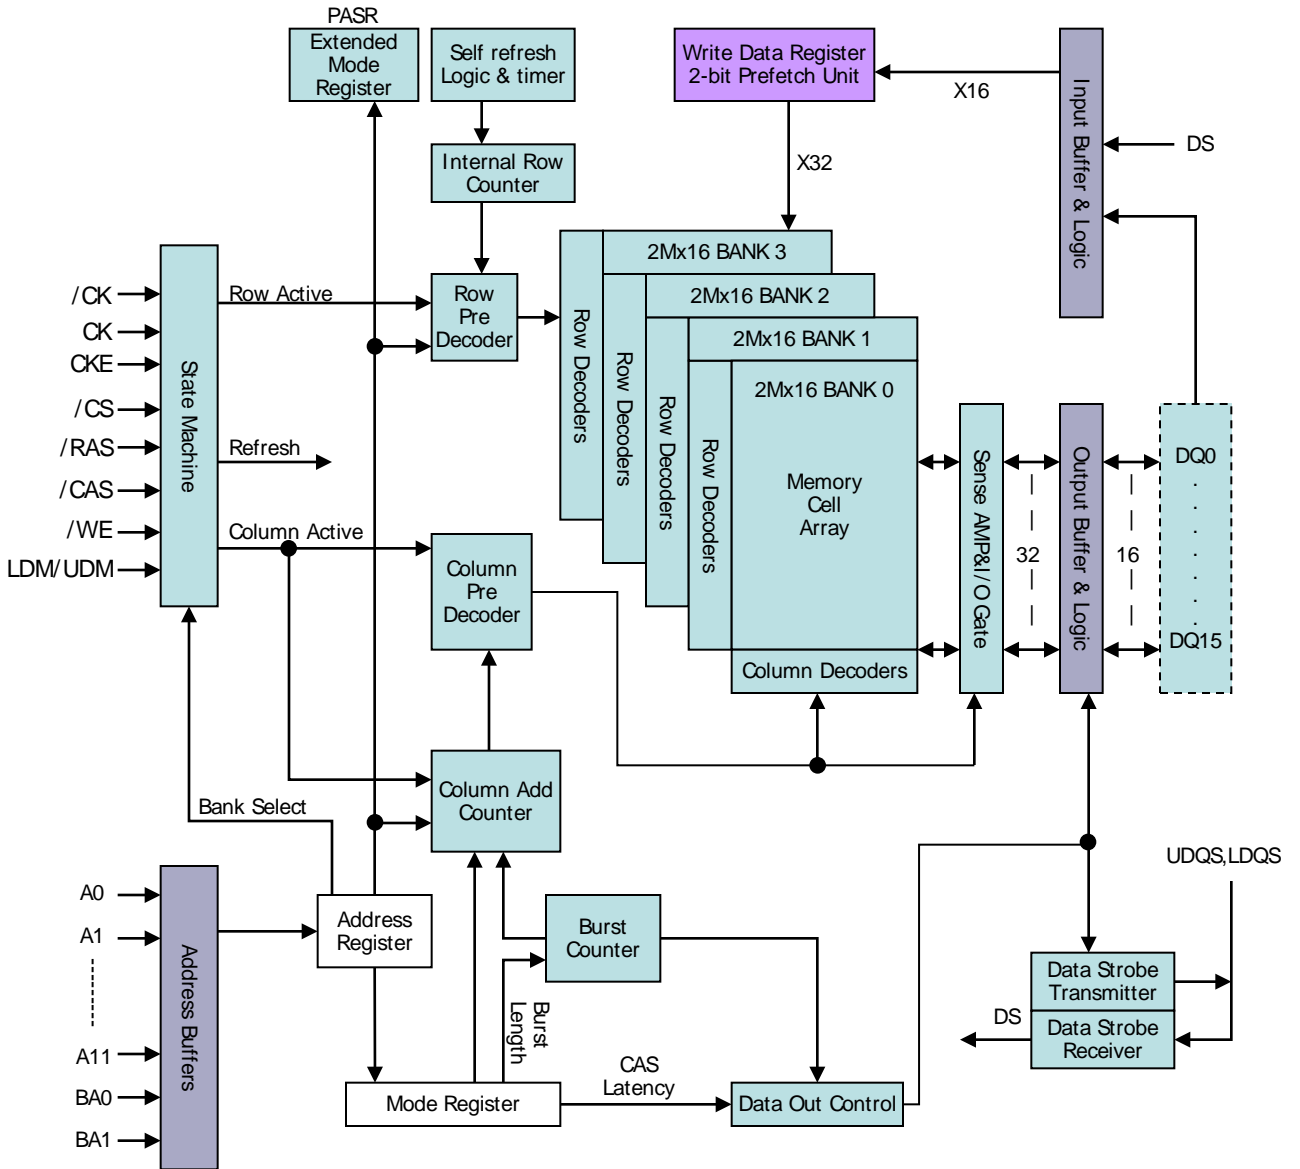 PASR
Extended
Mode
Register
Self refresh
Logic & timer
Write Data Register
2-bit Prefetch Unit
X16
Input Buffer & Logic
DS
Internal Row
Counter
X32
2Mx16 BANK 3
Row Decoders
/CK
CK
CKE
/CS
/RAS
/CAS
/WE
LDM/UDM
State Machine
Row Active
Refresh
Column Active
Row
Pre
Decoder
2Mx16 BANK 2
Row Decoders
2Mx16 BANK 1
Row Decoders
2Mx16 BANK 0
Row Decoders
Memory
Cell
Array
Column Decoders
Sense AMP&I/O Gate
32
Output Buffer & Logic
16
DQ0
DQ15
Column
Pre
Decoder
Column Add
Counter
Bank Select
A0
A1
A11
BA0
BA1
Address Buffers
Address
Register
Burst
Counter
Burst
Length
Mode Register
CAS
Latency
Data Out Control
UDQS,LDQS
Data Strobe
Transmitter
DS
Data Strobe
Receiver